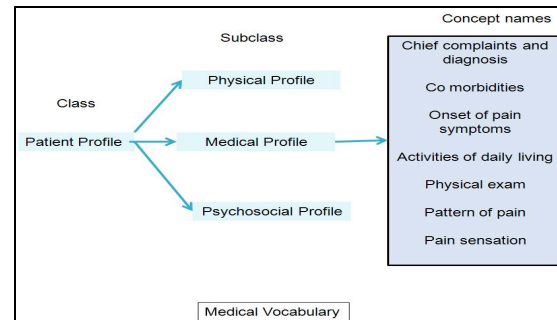 Concept names
Subclass
Chief complaints and
diagnosis
Physical Profile
Co morbidities
Class
Onset of pain
symptoms
Patient Profile
Medical Profile
Activities of daily living
Physical exam
Psychosocial Profile
Pattern of pain
Pain sensation
Medical Vocabulary